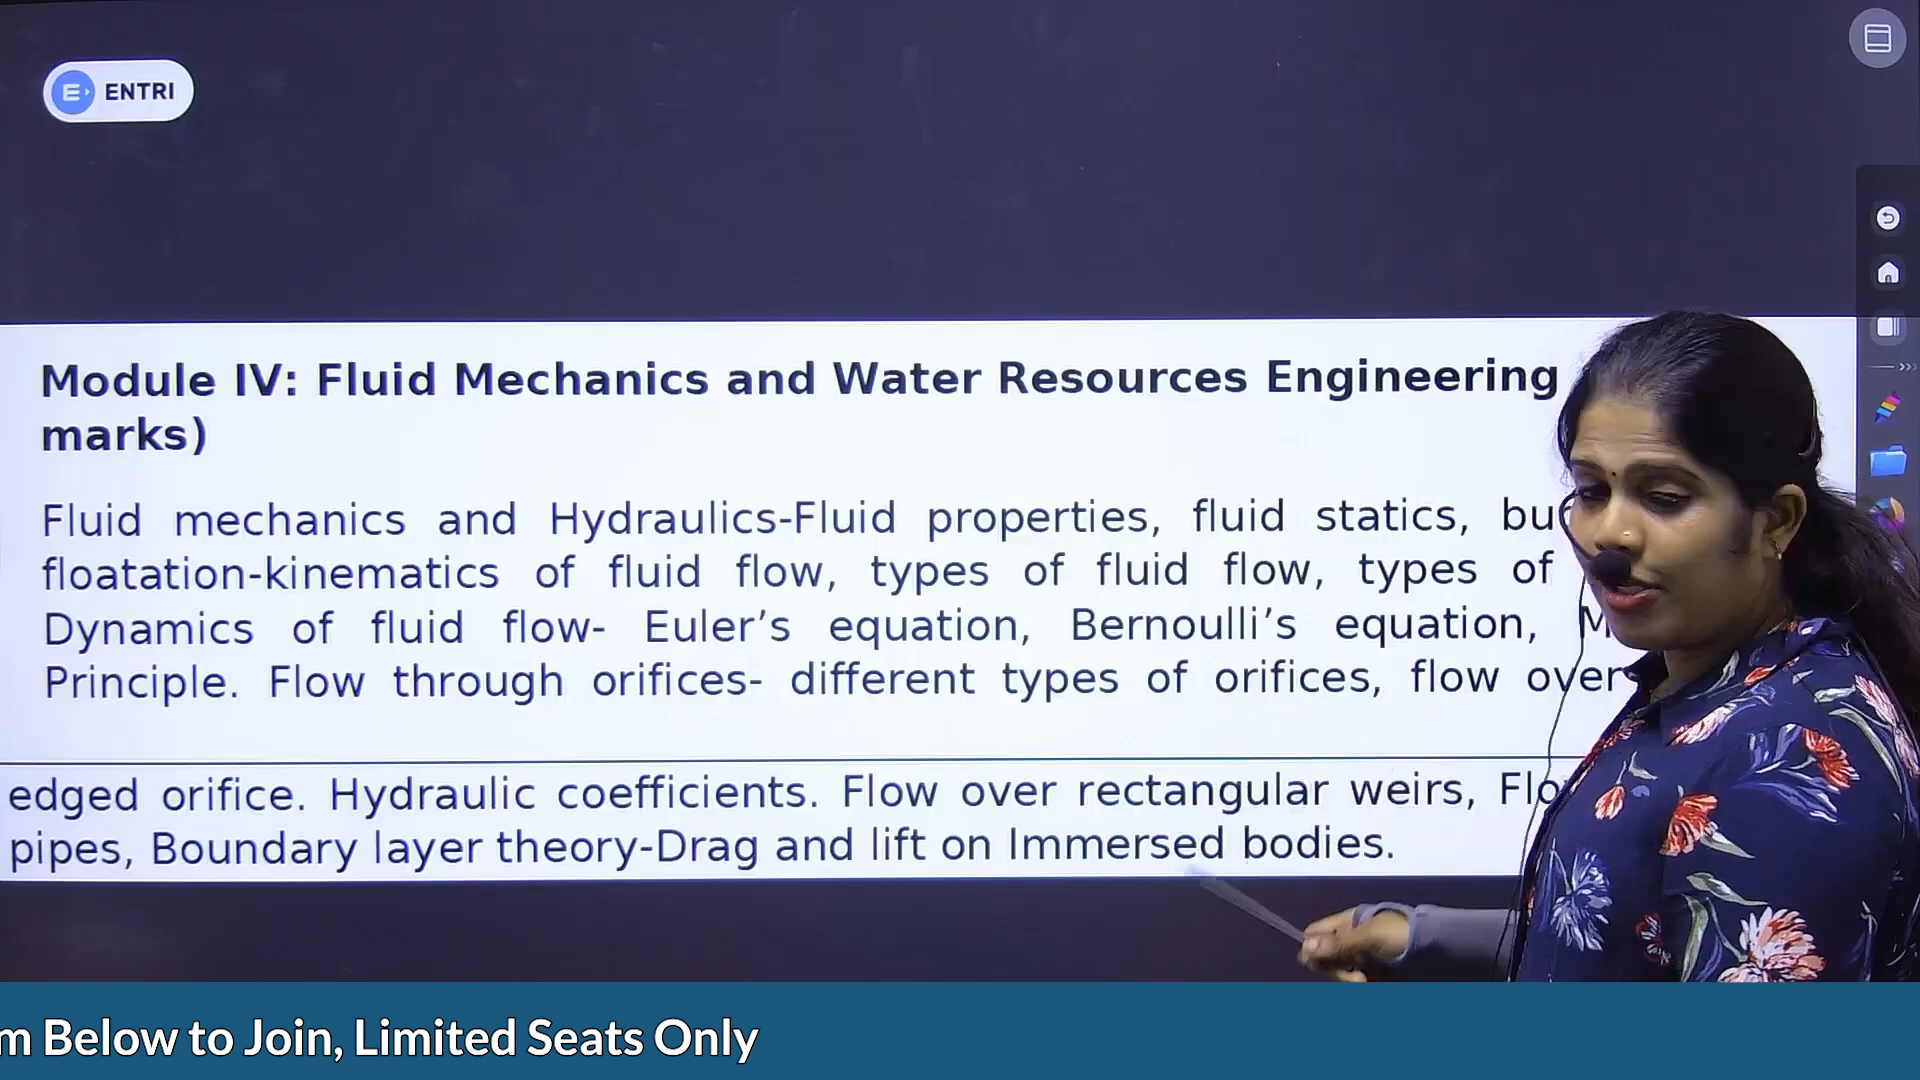 ENTRI
Module IV: Fluid Mechanics and Water Resources Engineering
marks)
Fluid mechanics and Hydraulics-Fluid properties, fluid statics,
floatation-kinematics of fluid flow, types of fluid flow, types of
Dynamics of fluid flow- Euler’s equation, Bernoulli’s equation,
Principle. Flow through orifices- different types of orifices, flow over
edged orifice. Hydraulic coefficients. Flow over rectangular weirs,
pipes, Boundary layer theory-Drag and lift on Immersed bodies.
Below to Join, Limited Seats Only